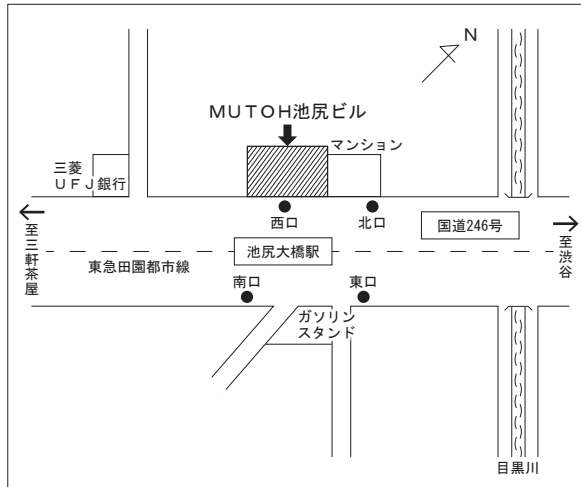 N
MUTOH池尻ビル
マンション
三菱
UFJ銀行
西口
北口
国道246号
至三軒茶屋
池尻大橋駅
至渋谷
東急田園都市線
南口
東口
ガソリン
スタンド
目黒川